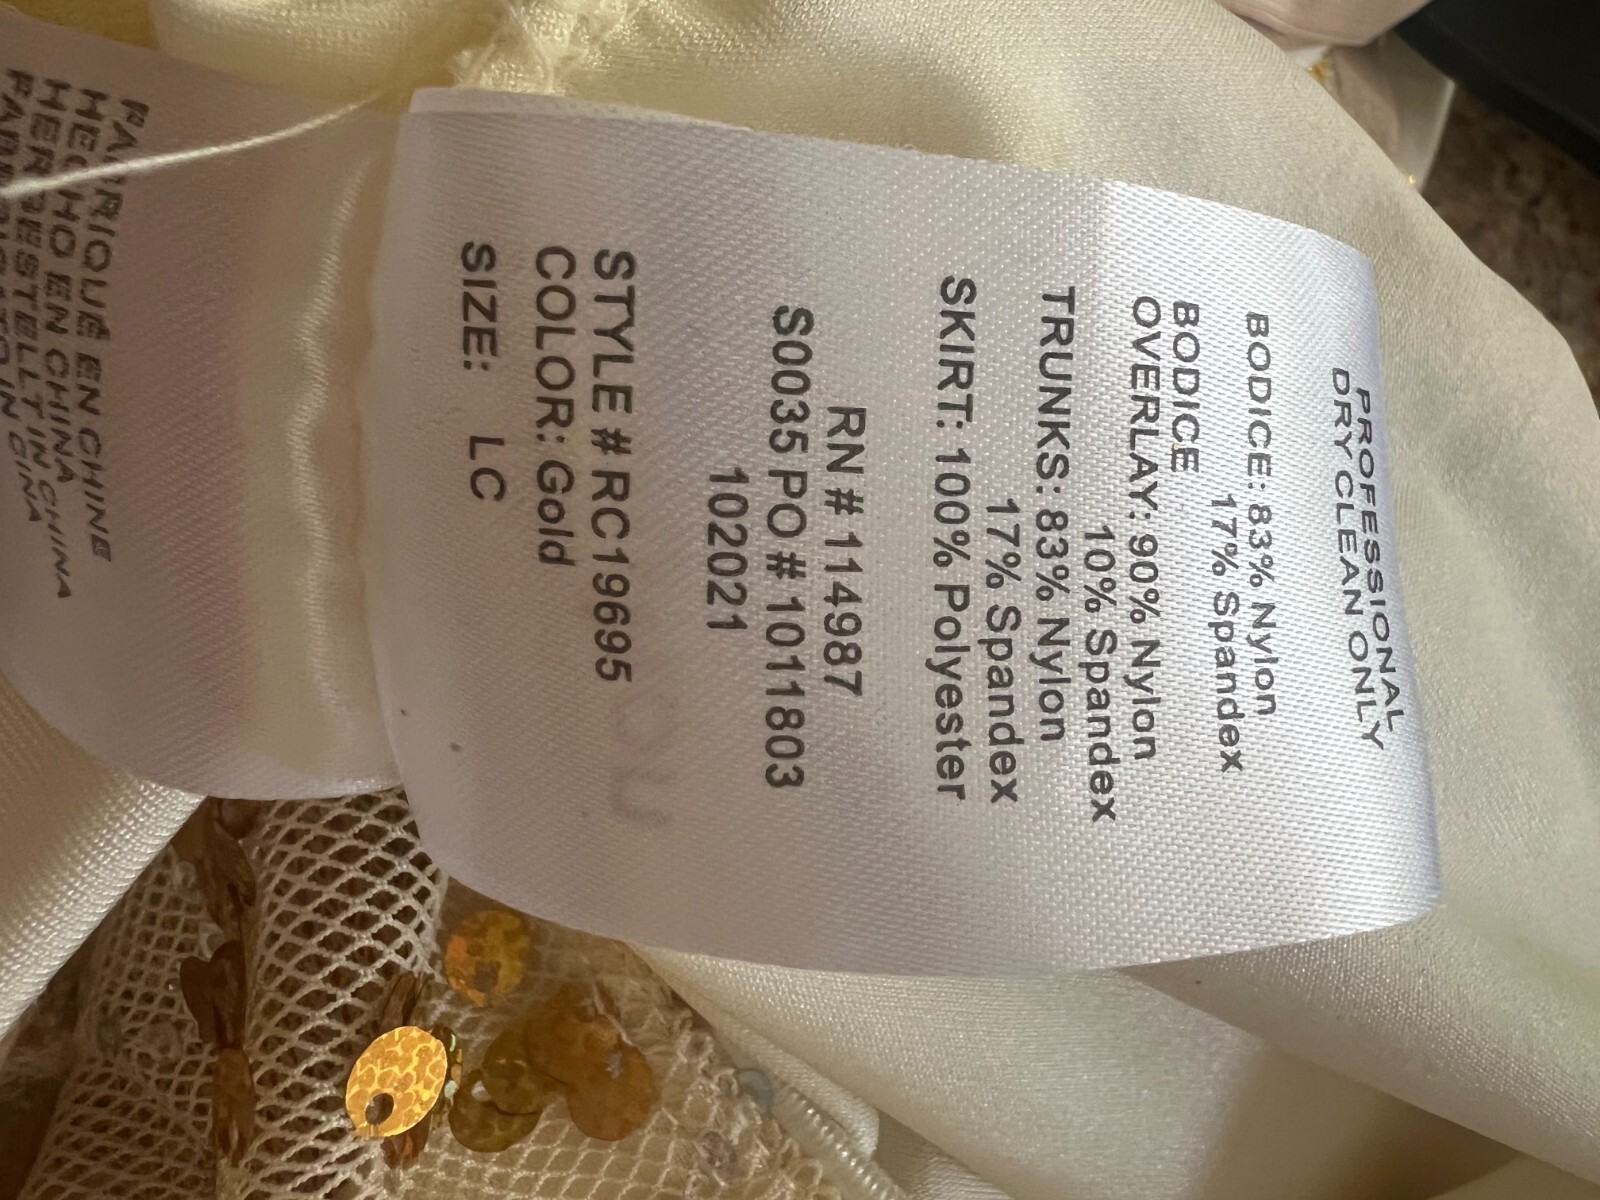 PROFESSIONAL
DRY CLEAN ONLY
BODICE: 83% Nylon
17% Spandex
BODICE
OVERLAY: 90% Nylon
10% Spandex
TRUNKS: 83% Nylon
17% Spandex
SKIRT: 100% Polyester
RN # 114987
S0035 PO # 1011803
102021
STYLE # RC19695
COLOR: Gold
SIZE: LC
FABRIQUÉ EN CHINE
HECHO EN CHINA
HERGESTELLT IN CHINA
IN CINA